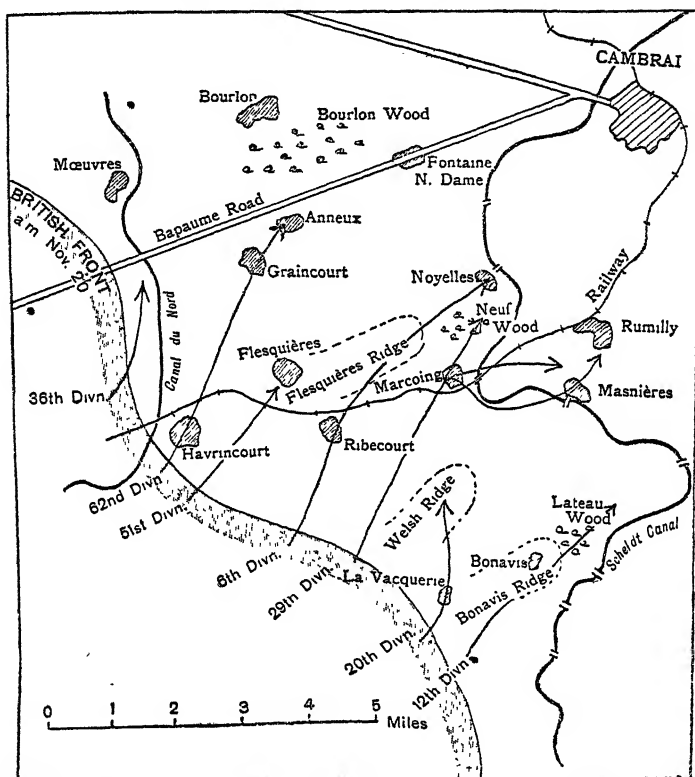 CAMBRAI
Bourlon
Bourlon Wood
Mœuvres
Fontaine
N. Dame
BRITISH FRONT
a m Nov. 20
Bapaume Road
Anneux
Graincourt
Noyelles
Railway
Neuf
Wood
Rumilly
Canal du Nord
Flesquières
Flesquières Ridge
Marcoing
Masnières
36th Divn.
Havrincourt
Ribecourt
62nd Divn.
51st Divn.
Welsh Ridge
Lateau
Wood
Scheldt Canal
6th Divn.
29th Divn.
La Vacquerie
Bonavis
Bonavis Ridge
20th Divn.
12th Divn.
0 1 2 3 4 5
Miles